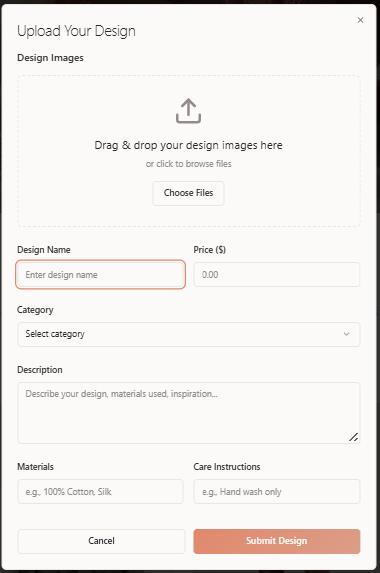 Upload Your Design
Design Images
Drag & drop your design images here
or click to browse files
Choose Files
Design Name
Price ($)
Enter design name
0.00
Category
Select category
Description
Describe your design, materials used, inspiration...
Materials
Care Instructions
e.g., 100% Cotton, Silk
e.g., Hand wash only
Cancel
Submit Design